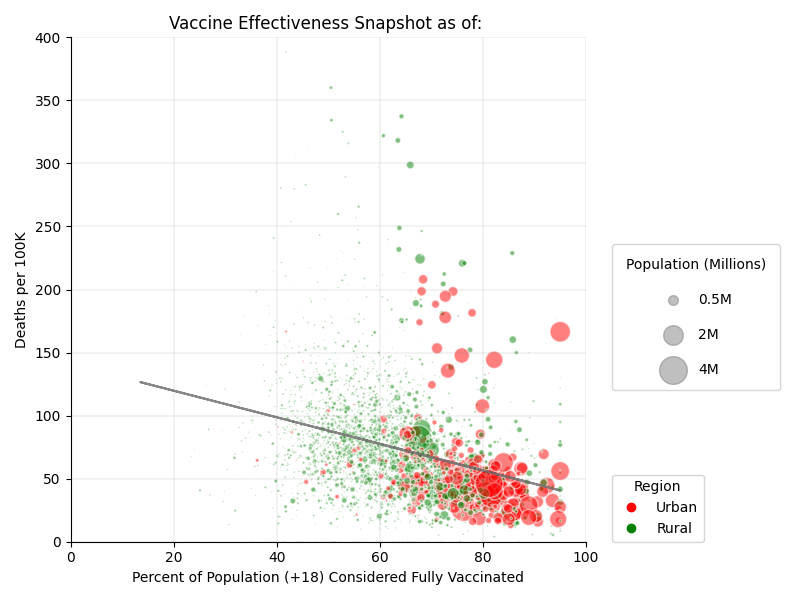 Vaccine Effectiveness Snapshot as of:
400
350
300
250
200
150
100
50
0
Deaths per 100K
0 20 40 60 80 100
Percent of Population (+18) Considered Fully Vaccinated
Population (Millions)
0.5M
2M
4M
Region
Urban
Rural